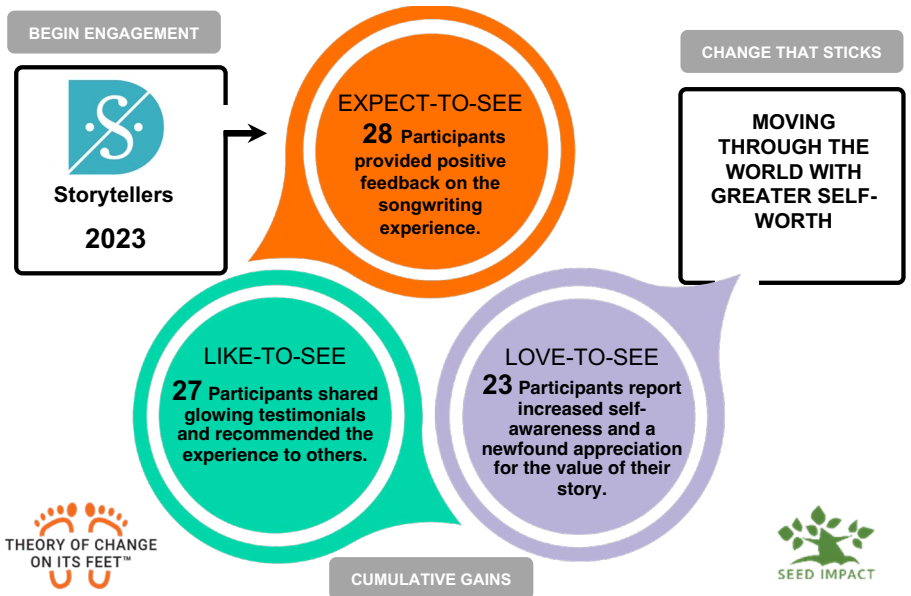 BEGIN ENGAGEMENT
S
Storytellers
2023
EXPECT-TO-SEE
28 Participants
provided positive
feedback on the
songwriting
experience.
CHANGE THAT STICKS
MOVING
THROUGH THE
WORLD WITH
GREATER SELF-
WORTH
LIKE-TO-SEE
27 Participants shared
glowing testimonials
and recommended the
experience to others.
LOVE-TO-SEE
23 Participants report
increased self-
awareness and a
newfound appreciation
for the value of their
story.
THEORY OF CHANGE
ON ITS FEET™
CUMULATIVE GAINS
SEED IMPACT